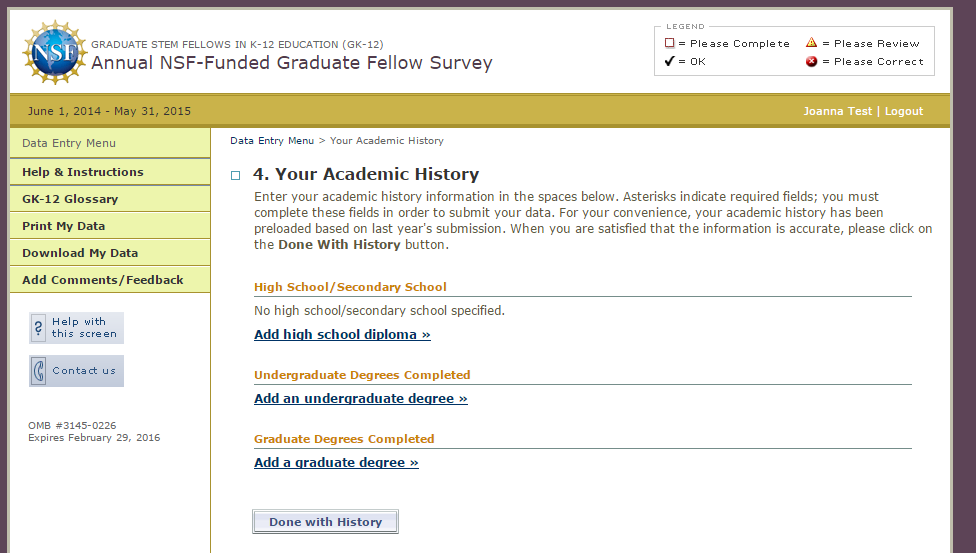 NSF
GRADUATE STEM FELLOWS IN K-12 EDUCATION (GK-12)
Annual NSF-Funded Graduate Fellow Survey
LEGEND
= Please Complete
= Please Review
= OK
= Please Correct
June 1, 2014 - May 31, 2015
Joanna Test | Logout
Data Entry Menu
Help & Instructions
GK-12 Glossary
Print My Data
Download My Data
Add Comments/Feedback
? Help with
this screen
Contact us
OMB #3145-0226
Expires February 29, 2016
Data Entry Menu > Your Academic History
4. Your Academic History
Enter your academic history information in the spaces below. Asterisks indicate required fields; you must
complete these fields in order to submit your data. For your convenience, your academic history has been
preloaded based on last year's submission. When you are satisfied that the information is accurate, please click on
the Done With History button.
High School/Secondary School
No high school/secondary school specified.
Add high school diploma »
Undergraduate Degrees Completed
Add an undergraduate degree »
Graduate Degrees Completed
Add a graduate degree »
Done with History